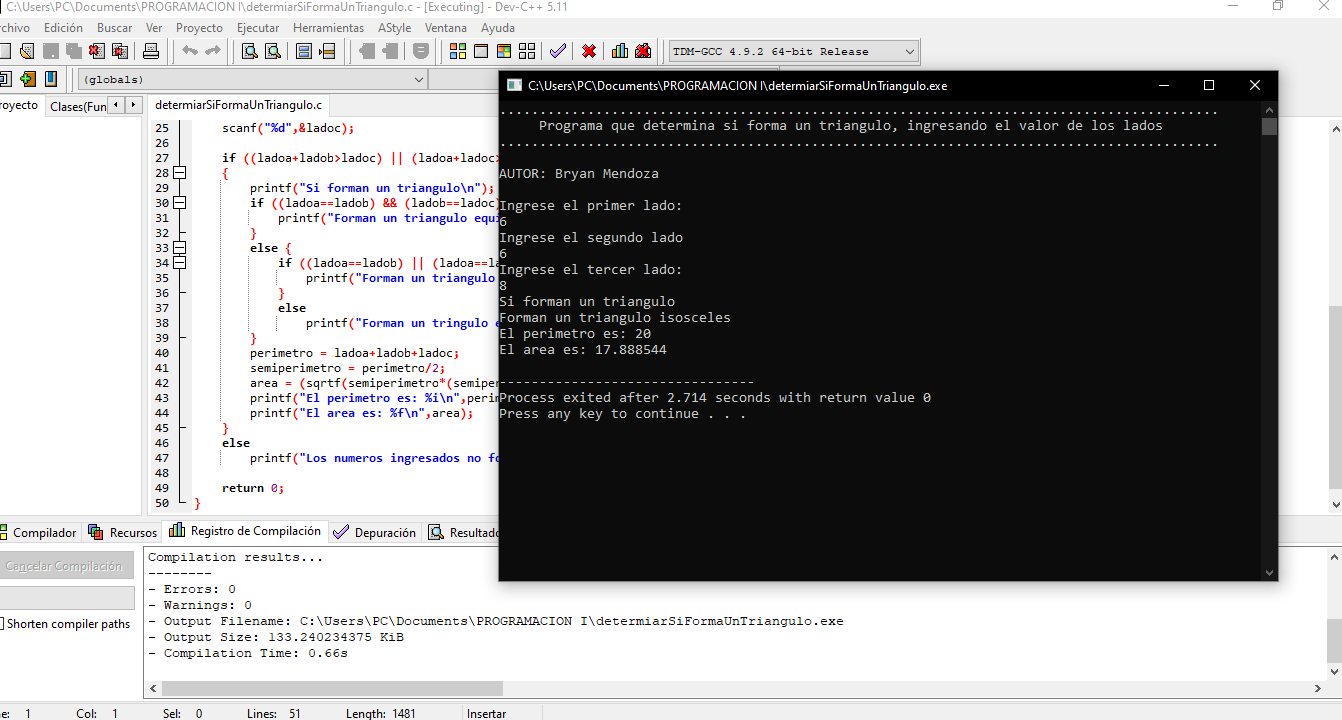 C:\Users\PC\Documents\PROGRAMACION I\determiarSiFormaUnTriangulo.c - [Executing] - Dev-C++ 5.11
rchivo Edición Buscar Ver Proyecto Ejecutar Herramientas AStyle Ventana Ayuda
TDM-GCC 4.9.2 64-bit Release
(globals)
royecto Clases(Fun determiarSiFormaUnTriangulo.c
25 scanf("%d",&ladoc);
26
27 if ((ladoa+ladob>ladoc) || (ladoa+ladoc>
28 {
29 printf("Si forman un triangulo\n");
30 if ((ladoa==ladob) && (ladob==ladoc)
31 printf("Forman un triangulo equi
32 }
33 else {
34 if ((ladoa==ladob) || (ladoa==la
35 printf("Forman un triangulo
36 }
37 else
38 printf("Forman un tringulo e
39 }
40 perimetro = ladoa+ladob+ladoc;
41 semiperimetro = perimetro/2;
42 area = (sqrtf(semiperimetro*(semiper
43 printf("El perimetro es: %i\n",perim
44 printf("El area es: %f\n",area);
45 }
46 else
47 printf("Los numeros ingresados no fo
48
49 return 0;
50 }
C:\Users\PC\Documents\PROGRAMACION I\determiarSiFormaUnTriangulo.exe
..........................................................................................
Programa que determina si forma un triangulo, ingresando el valor de los lados
..........................................................................................
AUTOR: Bryan Mendoza
Ingrese el primer lado:
6
Ingrese el segundo lado
6
Ingrese el tercer lado:
8
Si forman un triangulo
Forman un triangulo isosceles
El perimetro es: 20
El area es: 17.888544
--------------------------------
Process exited after 2.714 seconds with return value 0
Press any key to continue . . .
Compilador Recursos Registro de Compilación Depuración Resultado
Cancelar Compilación
Shorten compiler paths
Compilation results...
--------
- Errors: 0
- Warnings: 0
- Output Filename: C:\Users\PC\Documents\PROGRAMACION I\determiarSiFormaUnTriangulo.exe
- Output Size: 133.240234375 KiB
- Compilation Time: 0.66s
e: 1 Col: 1 Sel: 0 Lines: 51 Length: 1481 Insertar